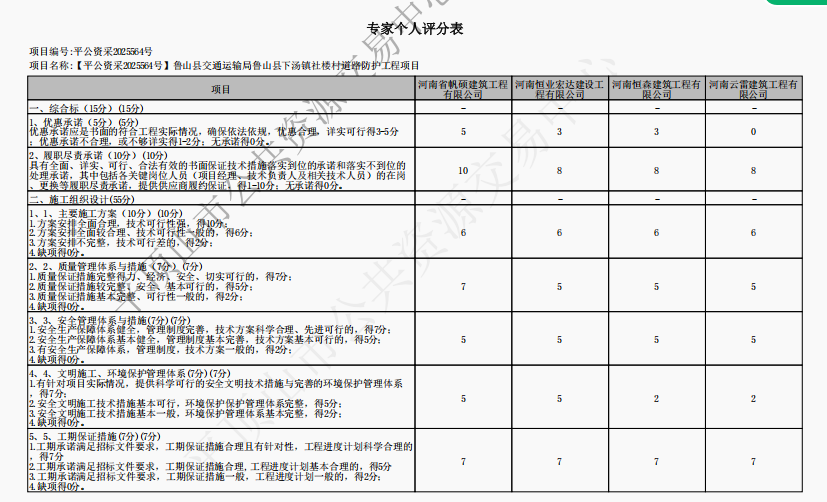 专家个人评分表
项目编号:平公资采2025564号
项目名称:【平公资采2025564号】鲁山县交通运输局鲁山县下汤镇社楼村道路防护工程项目
项目 河南省帆硕建筑工程有限公司 河南恒业宏达建设工程有限公司 河南恒森建筑工程有限公司 河南云雷建筑工程有限公司
一、综合标(15分)(15分) - - - -
1、优惠承诺(5分)(5分)
优惠承诺应是书面的符合工程实际情况，确保依法依规，优惠合理，详实可行得3-5分
；优惠承诺不合理，或不够详实得1-2分；无承诺得0分。
5 3 3 0
2、履职尽责承诺(10分)(10分)
具有全面、详实、可行、合法有效的书面保证技术措施落实到位的承诺和落实不到位的
处理承诺，其中包括各关键岗位人员（项目经理、技术负责人及相关技术人员）的在岗
、更换等履职尽责承诺，提供供应商履约保证，得1-10分；无承诺得0分。
10 8 8 8
二、施工组织设计(55分) - - - -
1、1、主要施工方案(10分)(10分)
1.方案安排全面合理，技术可行性强，得10分；
2.方案安排全面较合理、技术可行性一般的，得6分；
3.方案安排不完整，技术可行差的，得2分；
4.缺项得0分。
6 6 6 6
2、2、质量管理体系与措施(7分)(7分)
1.质量保证措施完整得力、经济、安全、切实可行的，得7分；
2.质量保证措施较完整、安全、基本可行的，得5分；
3.质量保证措施基本完整、可行性一般的，得2分；
4.缺项得0分。
7 5 5 5
3、3、安全管理体系与措施(7分)(7分)
1.安全生产保障体系健全，管理制度完善，技术方案科学合理、先进可行的，得7分；
2.安全生产保障体系基本健全，管理制度基本完善，技术方案基本可行的，得5分；
3.有安全生产保障体系，管理制度，技术方案一般的，得2分；
4.缺项得0分。
5 5 5 5
4、4、文明施工、环境保护管理体系(7分)(7分)
1.有针对项目实际情况，提供科学可行的安全文明技术措施与完善的环境保护管理体系
，得7分；
2.安全文明施工技术措施基本可行，环境保护保护管理体系完整，得5分；
3.安全文明施工技术措施基本一般，环境保护管理体系基本完整，得2分；
4.缺项得0分。
5 5 2 2
5、5、工期保证措施(7分)(7分)
1.工期承诺满足招标文件要求，工期保证措施合理且有针对性，工程进度计划科学合理的
，得7分
2.工期承诺满足招标文件要求，工期保证措施合理,工程进度计划基本合理的，得5分
3.工期承诺满足招标文件要求，工期保证措施一般，工程进度计划一般的，得2分；
4.缺项得0分。
7 7 7 7
平顶山市公共资源交易中心
平顶山市公共资源交易中心